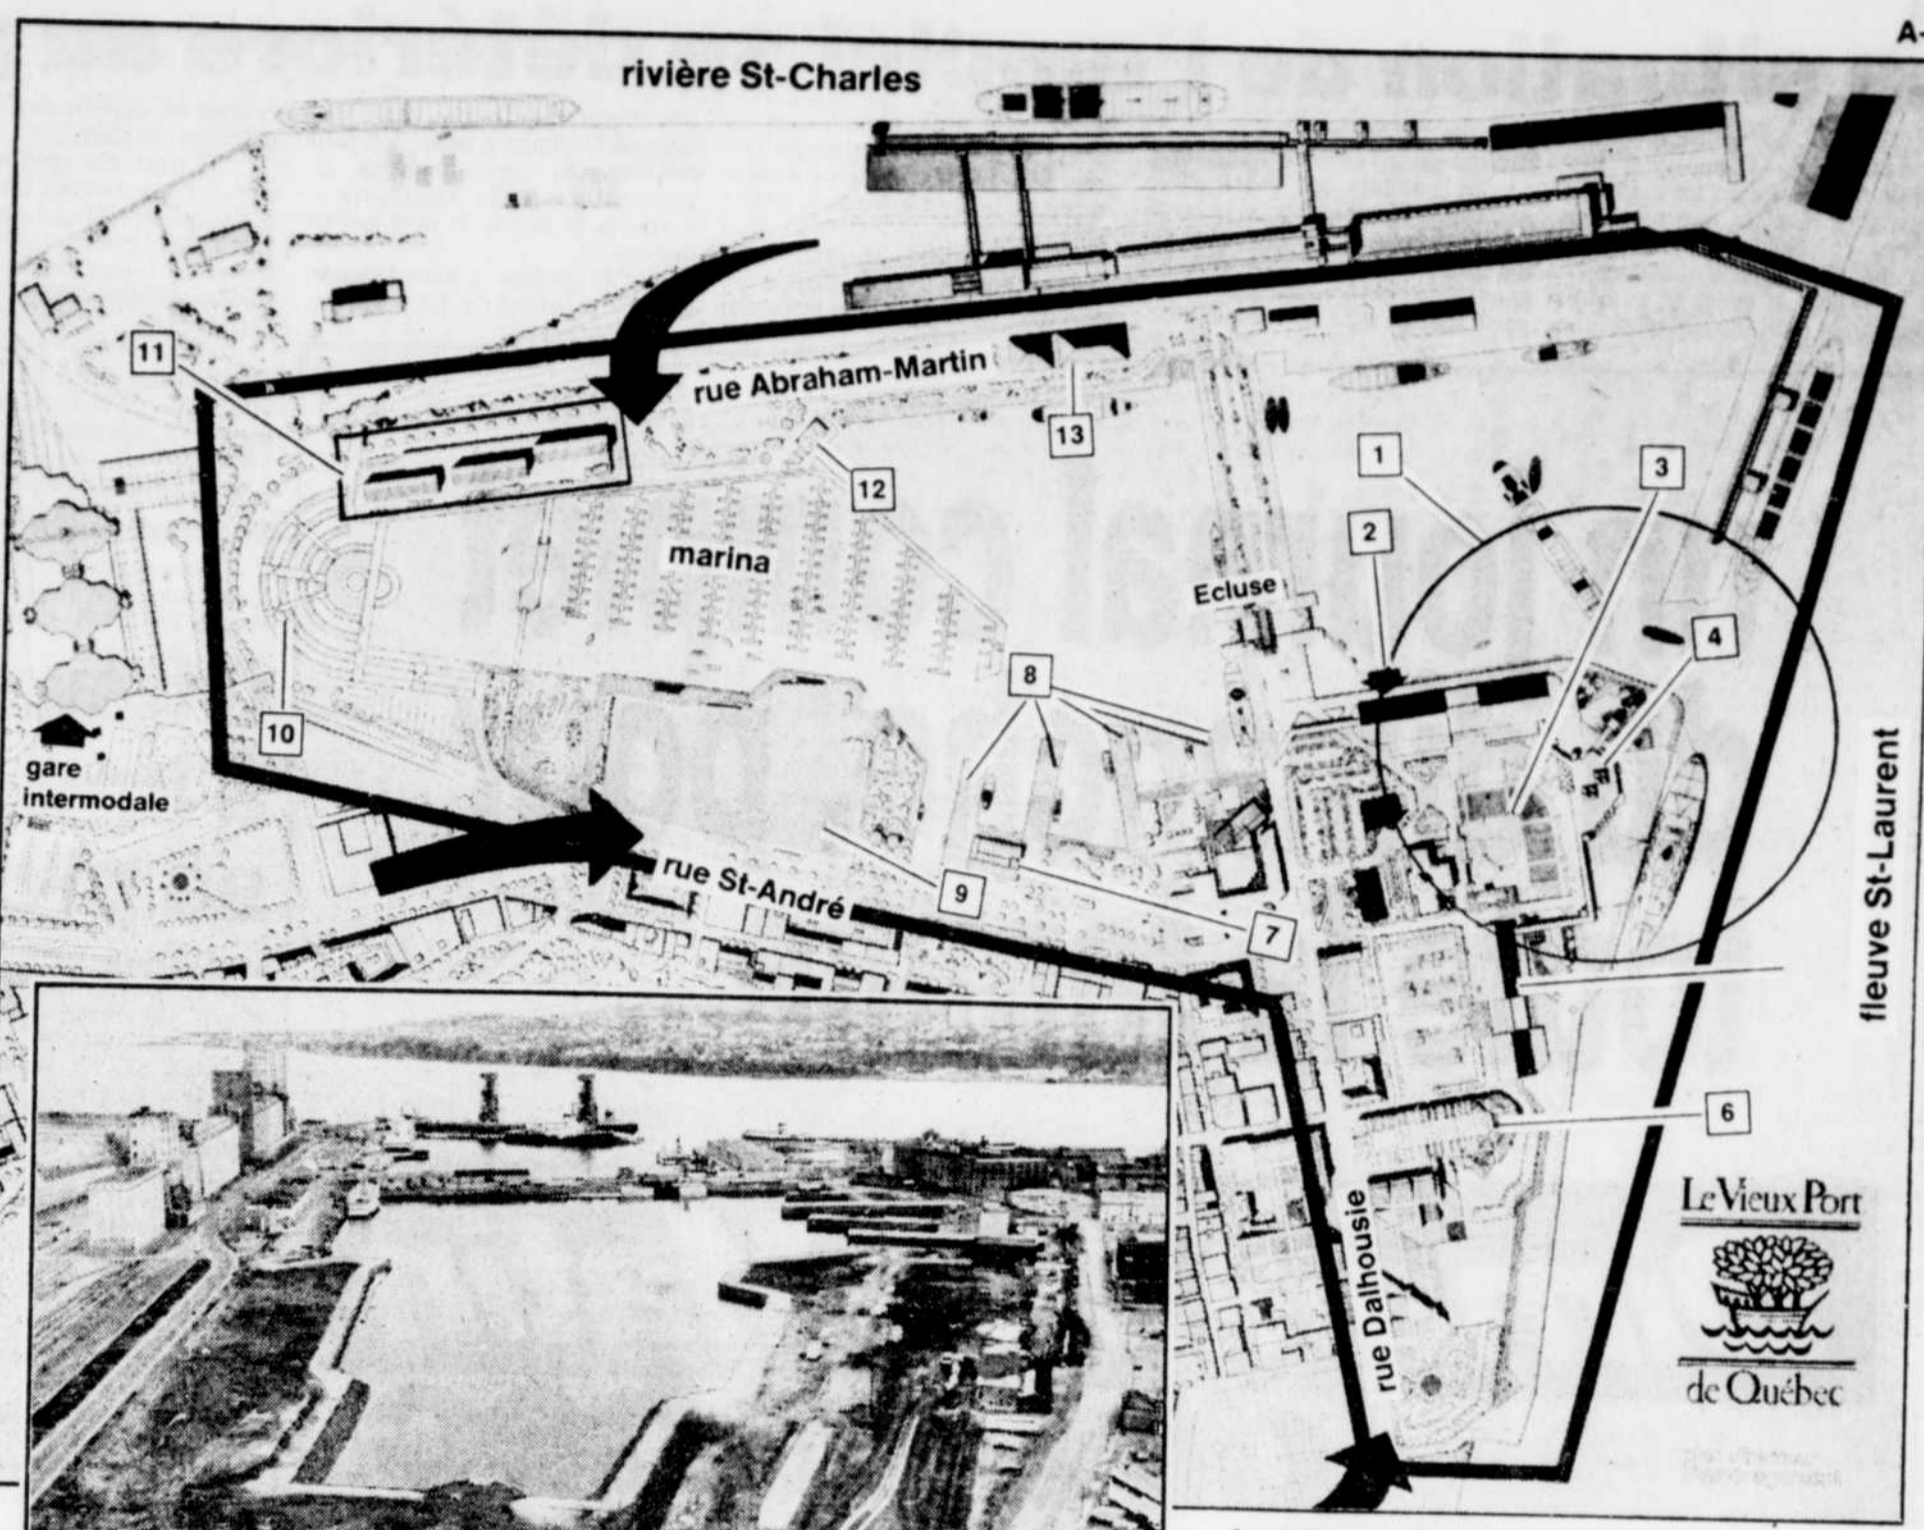 A-
rivière St-Charles
11
rue Abraham-Martin
13
1
3
12
2
marina
Ecluse
4
8
10
gare
intermodale
fleuve St-Laurent
rue St-André
9
7
6
rue Dalhousie
Le Vieux Port
de Québec